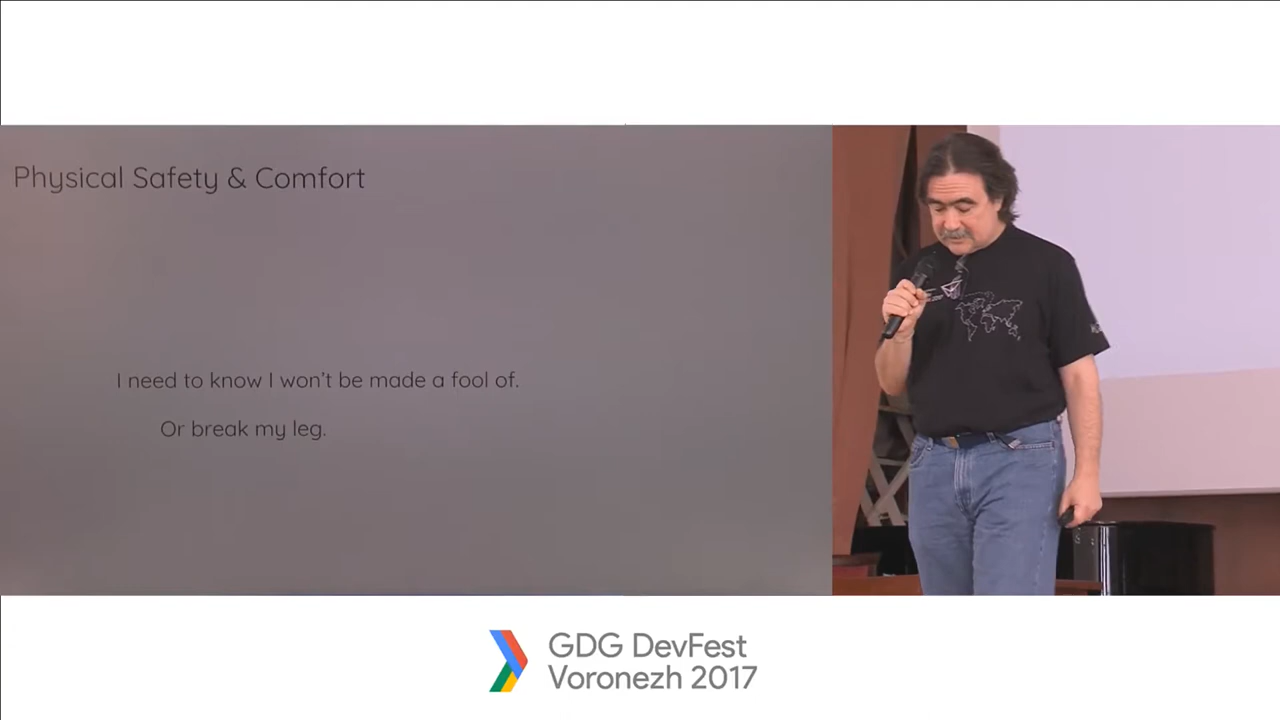 Physical Safety & Comfort
I need to know I won't be made a fool of.
Or break my leg.
GDG DevFest
Voronezh 2017